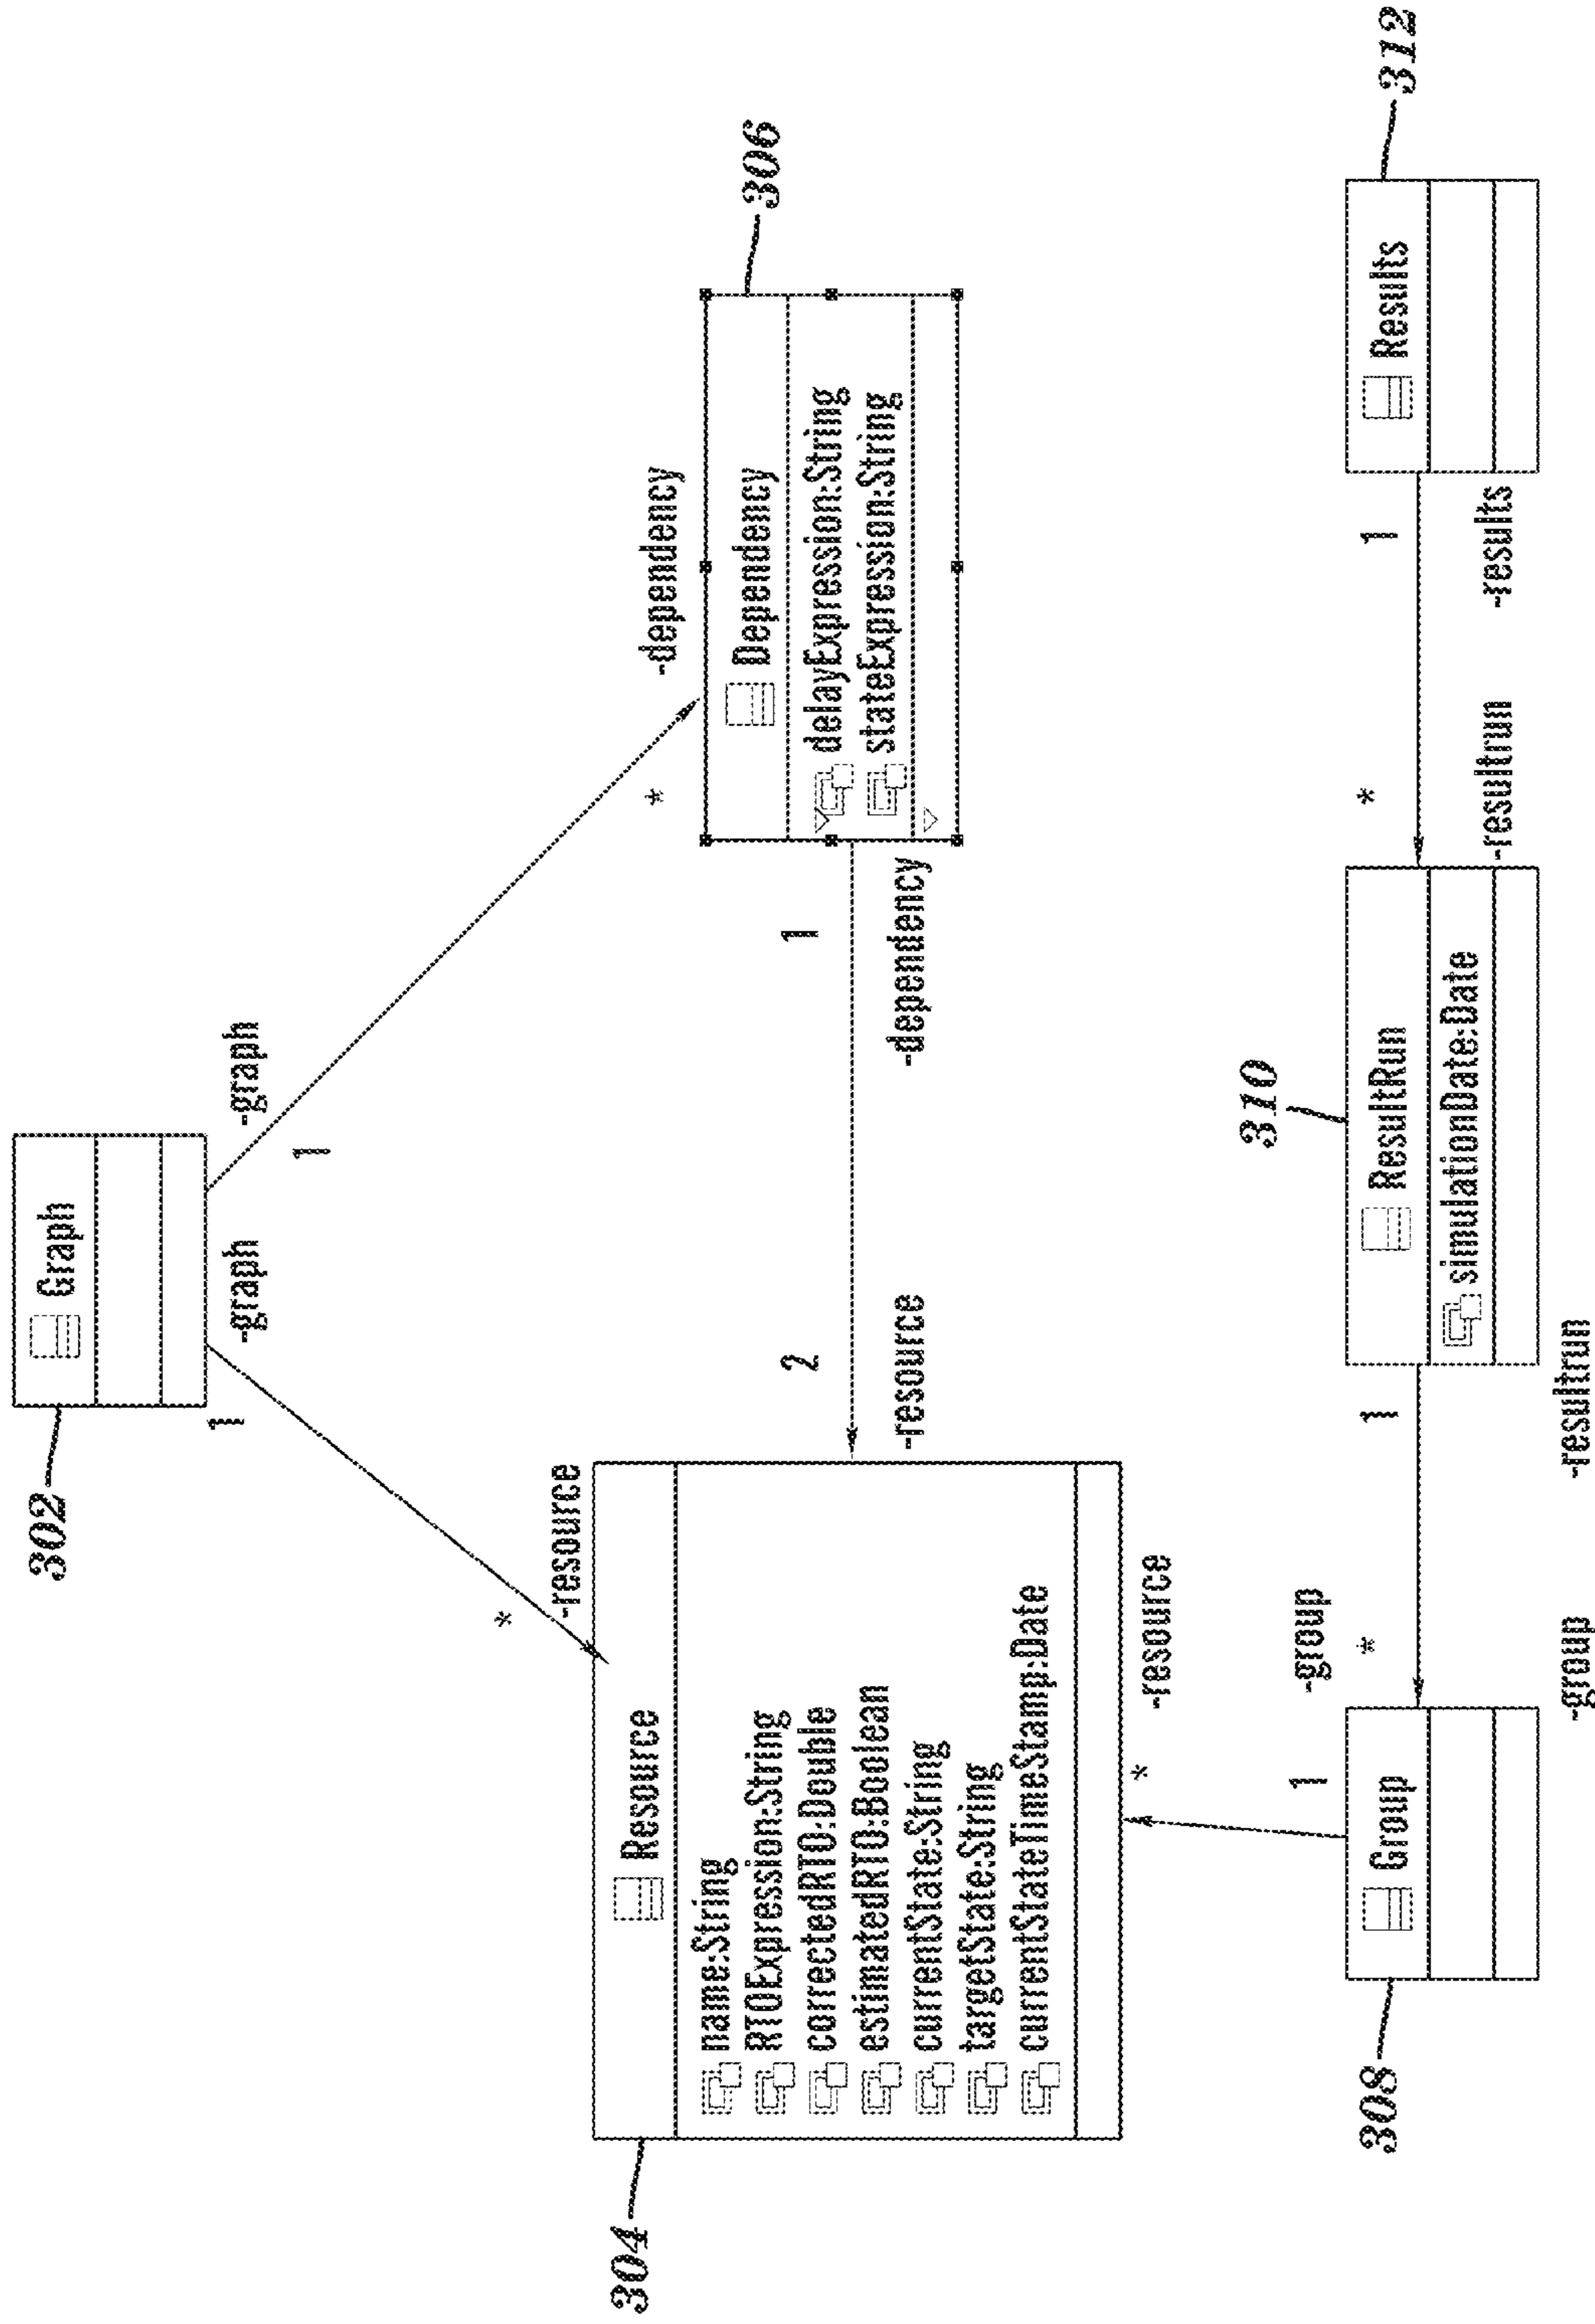 302
Graph
-graph
-graph
1
1
*
-resource
*
-dependency
304
Resource
name:String
RTOExpression:String
correctedRTO:Double
estimatedRTO:Boolean
currentState:String
targetState:String
currentStateTimeStamp:Date
2
-resource
1
-dependency
306
Dependency
delayExpression:String
stateExpression:String
*
-resource
1
-group
308
Group
*
-group
1
-resultrun
310
ResultRun
simulationDate:Date
*
-resultrun
1
-results
312
Results